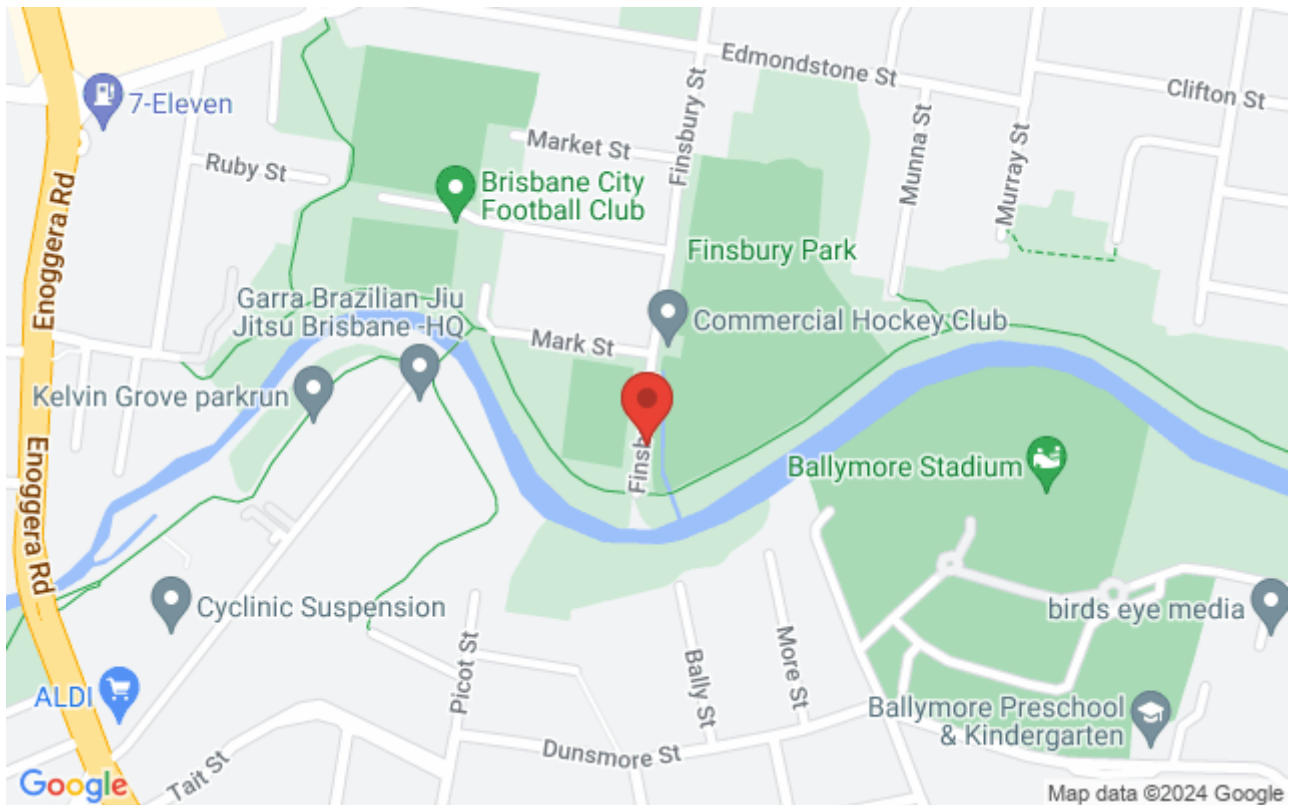 Edmondstone St
Clifton St
7-Eleven
Finsbury St
Market St
Munna St
Ruby St
Murray St
Brisbane City
Football Club
Enoggera Rd
Finsbury Park
Garra Brazilian Jiu
Jitsu Brisbane -HQ
Commercial Hockey Club
Mark St
Kelvin Grove parkrun
Finsb
Enoggera Rd
Ballymore Stadium
Cyclinic Suspension
birds eye media
Picot St
Bally St
More St
ALDI
Ballymore Preschool
& Kindergarten
Dunsmore St
Tait St
Google
Map data ©2024 Google